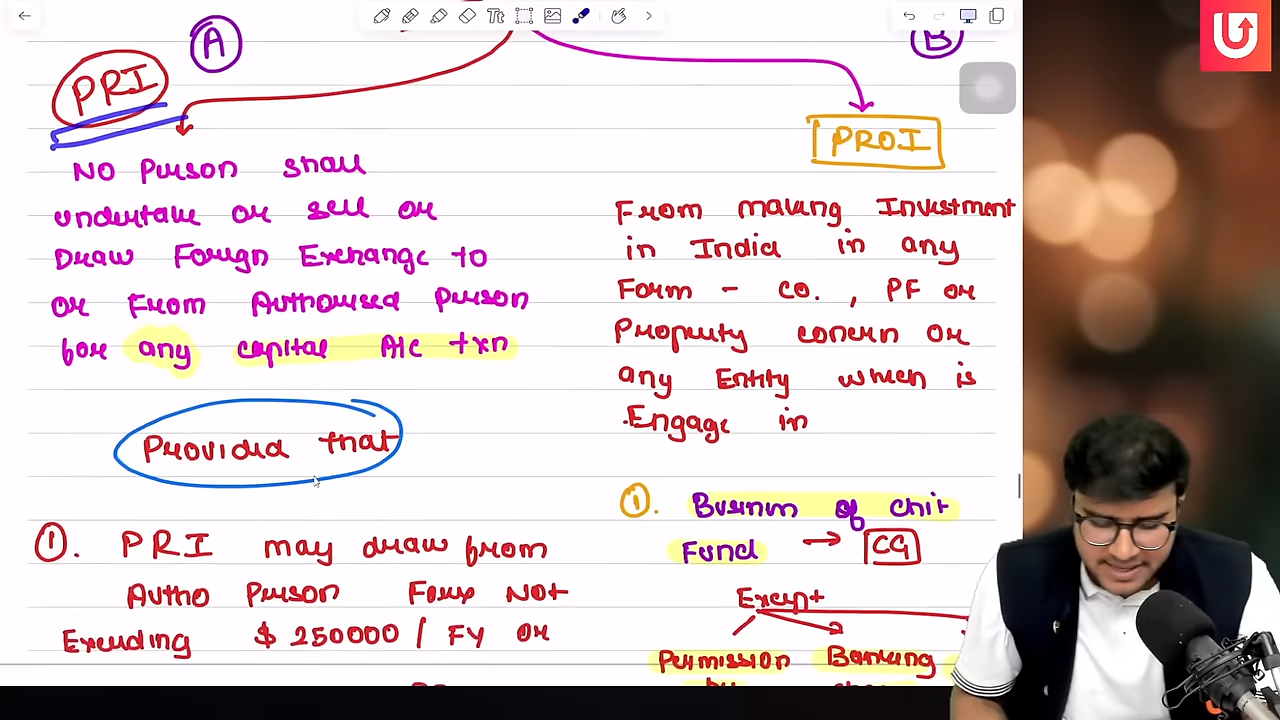 A
B
PRI
PROI
NO Person shall
undertake or sell or
Draw Foreign Exchange to
or From Authorised Person
for any capital A/c txn
Provided that
1. PRI may draw from
Autho Person Forex Not
Exceeding $250000 / FY or
From making Investment
in India in any
Form - co., PF or
Property concern or
any Entity which is
Engage in
1. Business of chit
Fund → CG
Except
Permission Banking
by